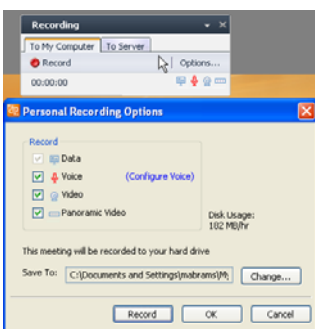 Recording
To My Computer To Server
Record Options...
00:00:00
Personal Recording Options
Record
Data
Voice (Configure Voice)
Video
Panoramic Video
Disk Usage:
182 MB/hr
This meeting will be recorded to your hard drive
Save To: C:\Documents and Settings\mabrams\My
Change...
Record OK Cancel